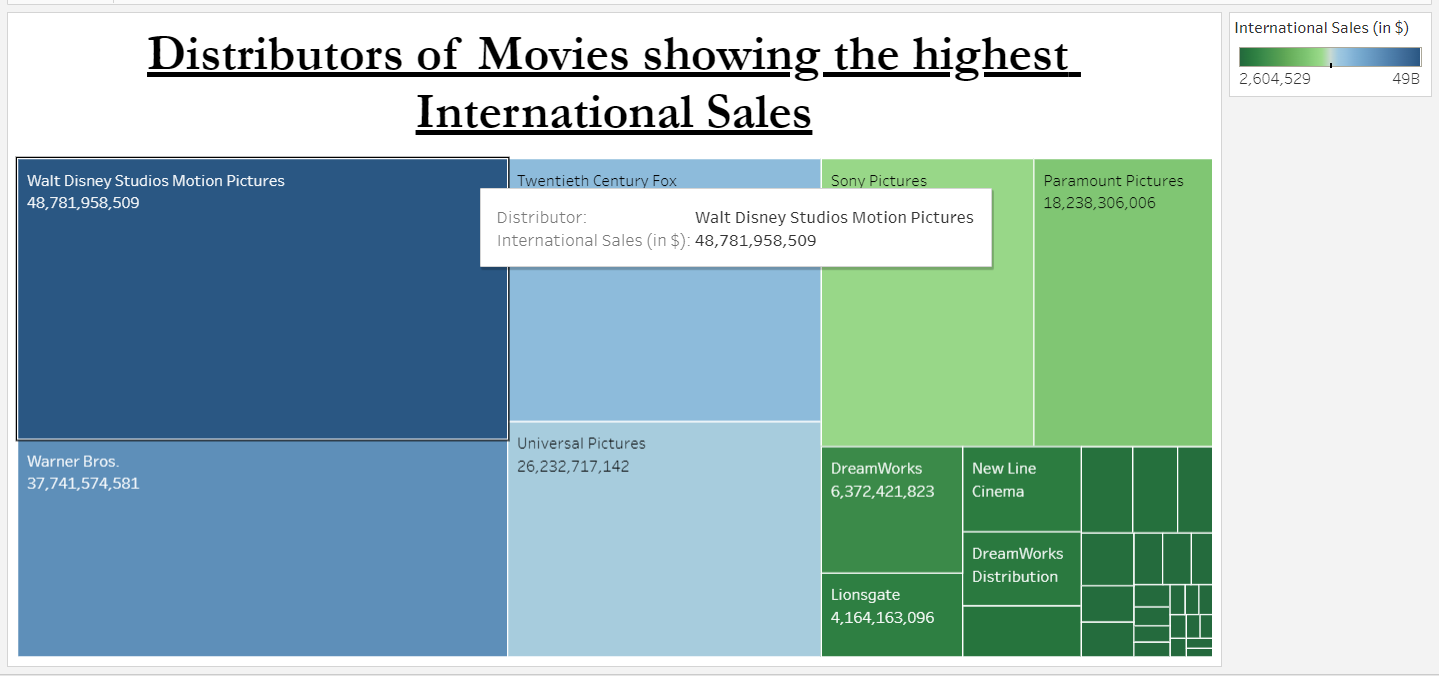 Distributors of Movies showing the highest
International Sales
International Sales (in $)
2,604,529 49B
Walt Disney Studios Motion Pictures
48,781,958,509
Twentieth Century Fox
Sony Pictures
Paramount Pictures
18,238,306,006
Distributor: Walt Disney Studios Motion Pictures
International Sales (in $): 48,781,958,509
Warner Bros.
37,741,574,581
Universal Pictures
26,232,717,142
DreamWorks
6,372,421,823
New Line
Cinema
DreamWorks
Distribution
Lionsgate
4,164,163,096